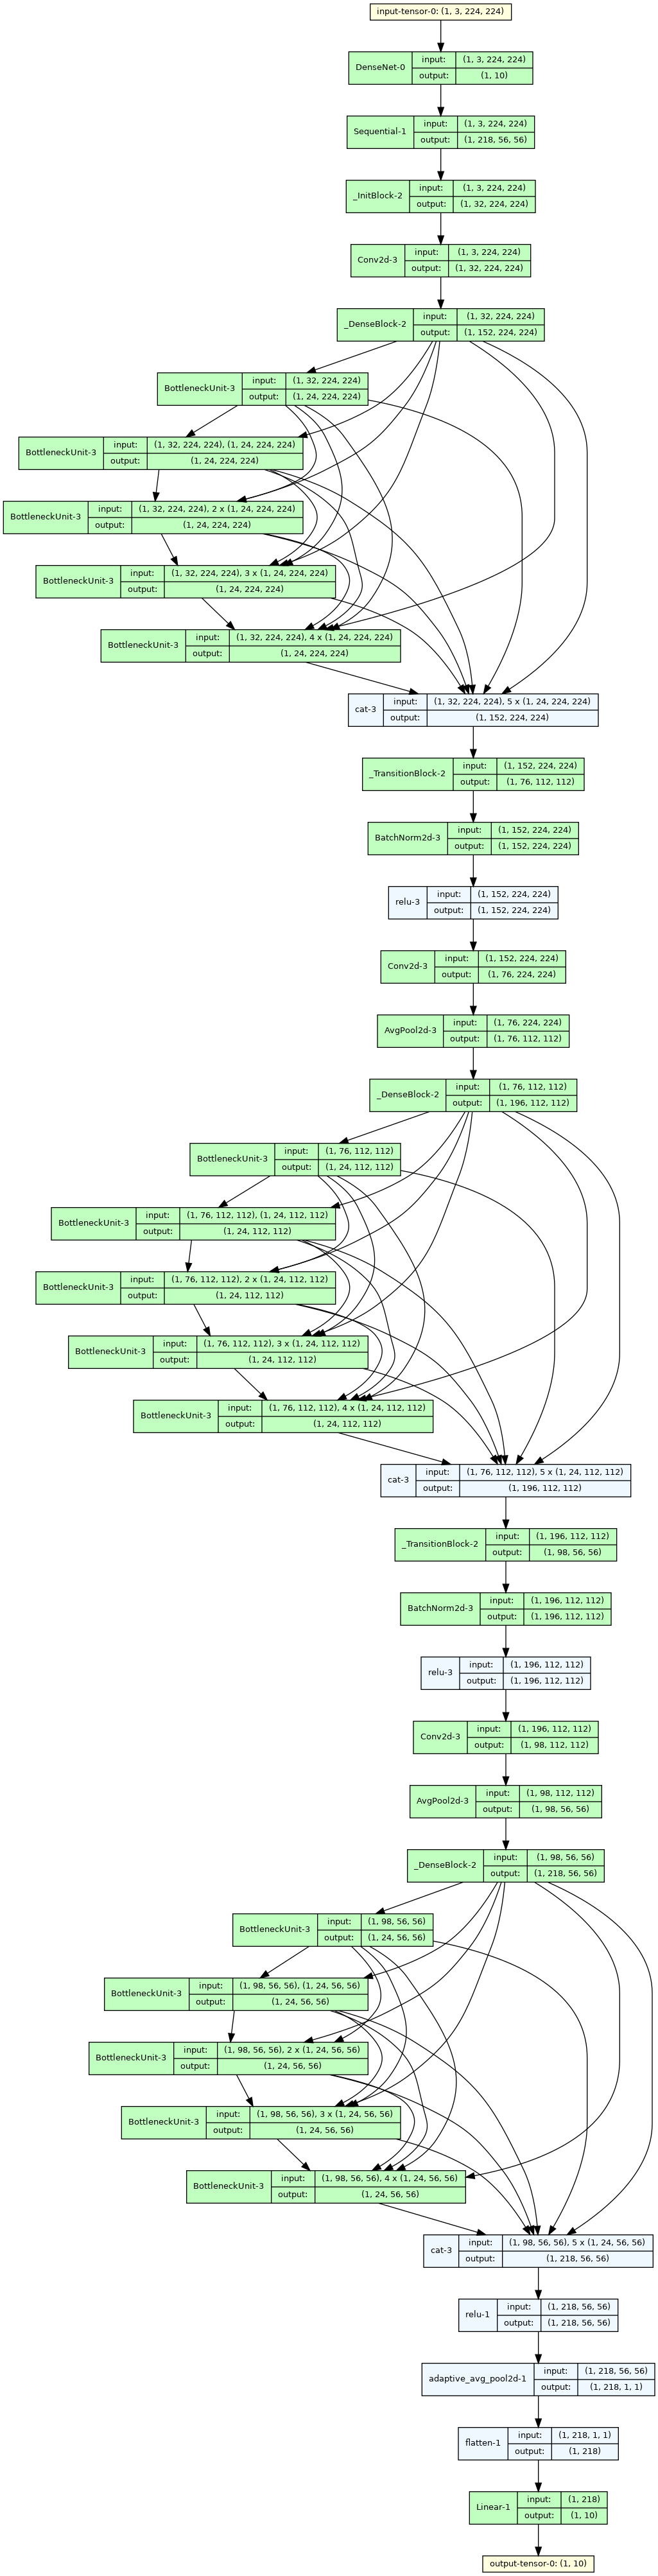 input-tensor-0: (1, 3, 224, 224)
DenseNet-0 input: (1, 3, 224, 224)
output: (1, 10)
Sequential-1 input: (1, 3, 224, 224)
output: (1, 218, 56, 56)
_InitBlock-2 input: (1, 3, 224, 224)
output: (1, 32, 224, 224)
Conv2d-3 input: (1, 3, 224, 224)
output: (1, 32, 224, 224)
_DenseBlock-2 input: (1, 32, 224, 224)
output: (1, 152, 224, 224)
BottleneckUnit-3 input: (1, 32, 224, 224)
output: (1, 24, 224, 224)
BottleneckUnit-3 input: (1, 32, 224, 224), (1, 24, 224, 224)
output: (1, 24, 224, 224)
BottleneckUnit-3 input: (1, 32, 224, 224), 2 x (1, 24, 224, 224)
output: (1, 24, 224, 224)
BottleneckUnit-3 input: (1, 32, 224, 224), 3 x (1, 24, 224, 224)
output: (1, 24, 224, 224)
BottleneckUnit-3 input: (1, 32, 224, 224), 4 x (1, 24, 224, 224)
output: (1, 24, 224, 224)
cat-3 input: (1, 32, 224, 224), 5 x (1, 24, 224, 224)
output: (1, 152, 224, 224)
_TransitionBlock-2 input: (1, 152, 224, 224)
output: (1, 76, 112, 112)
BatchNorm2d-3 input: (1, 152, 224, 224)
output: (1, 152, 224, 224)
relu-3 input: (1, 152, 224, 224)
output: (1, 152, 224, 224)
Conv2d-3 input: (1, 152, 224, 224)
output: (1, 76, 224, 224)
AvgPool2d-3 input: (1, 76, 224, 224)
output: (1, 76, 112, 112)
_DenseBlock-2 input: (1, 76, 112, 112)
output: (1, 196, 112, 112)
BottleneckUnit-3 input: (1, 76, 112, 112)
output: (1, 24, 112, 112)
BottleneckUnit-3 input: (1, 76, 112, 112), (1, 24, 112, 112)
output: (1, 24, 112, 112)
BottleneckUnit-3 input: (1, 76, 112, 112), 2 x (1, 24, 112, 112)
output: (1, 24, 112, 112)
BottleneckUnit-3 input: (1, 76, 112, 112), 3 x (1, 24, 112, 112)
output: (1, 24, 112, 112)
BottleneckUnit-3 input: (1, 76, 112, 112), 4 x (1, 24, 112, 112)
output: (1, 24, 112, 112)
cat-3 input: (1, 76, 112, 112), 5 x (1, 24, 112, 112)
output: (1, 196, 112, 112)
_TransitionBlock-2 input: (1, 196, 112, 112)
output: (1, 98, 56, 56)
BatchNorm2d-3 input: (1, 196, 112, 112)
output: (1, 196, 112, 112)
relu-3 input: (1, 196, 112, 112)
output: (1, 196, 112, 112)
Conv2d-3 input: (1, 196, 112, 112)
output: (1, 98, 112, 112)
AvgPool2d-3 input: (1, 98, 112, 112)
output: (1, 98, 56, 56)
_DenseBlock-2 input: (1, 98, 56, 56)
output: (1, 218, 56, 56)
BottleneckUnit-3 input: (1, 98, 56, 56)
output: (1, 24, 56, 56)
BottleneckUnit-3 input: (1, 98, 56, 56), (1, 24, 56, 56)
output: (1, 24, 56, 56)
BottleneckUnit-3 input: (1, 98, 56, 56), 2 x (1, 24, 56, 56)
output: (1, 24, 56, 56)
BottleneckUnit-3 input: (1, 98, 56, 56), 3 x (1, 24, 56, 56)
output: (1, 24, 56, 56)
BottleneckUnit-3 input: (1, 98, 56, 56), 4 x (1, 24, 56, 56)
output: (1, 24, 56, 56)
cat-3 input: (1, 98, 56, 56), 5 x (1, 24, 56, 56)
output: (1, 218, 56, 56)
relu-1 input: (1, 218, 56, 56)
output: (1, 218, 56, 56)
adaptive_avg_pool2d-1 input: (1, 218, 56, 56)
output: (1, 218, 1, 1)
flatten-1 input: (1, 218, 1, 1)
output: (1, 218)
Linear-1 input: (1, 218)
output: (1, 10)
output-tensor-0: (1, 10)